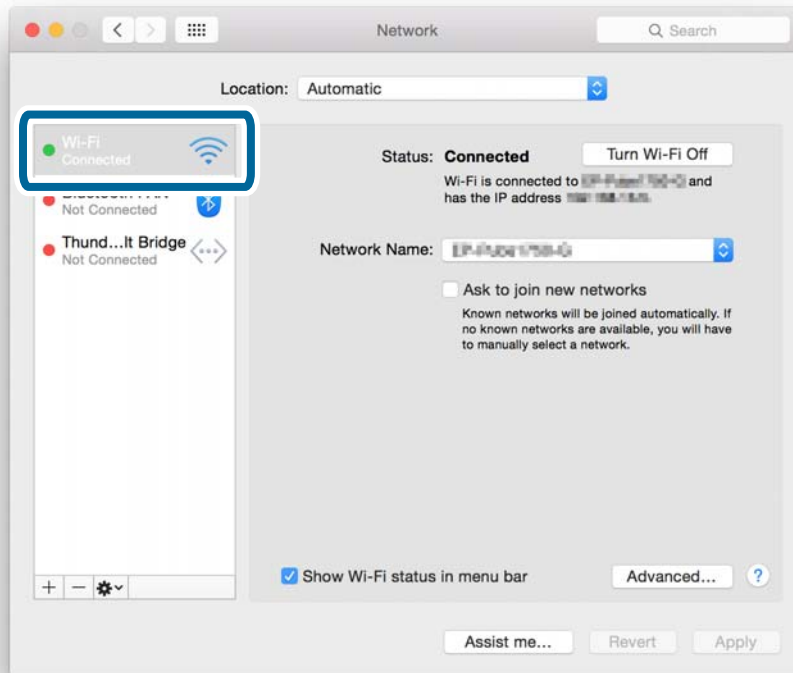 Network
Search
Location: Automatic
Wi-Fi
Connected
Not Connected
Thund...lt Bridge
Not Connected
Status: Connected
Turn Wi-Fi Off
Wi-Fi is connected to and
has the IP address
Network Name:
Ask to join new networks
Known networks will be joined automatically. If
no known networks are available, you will have
to manually select a network.
Show Wi-Fi status in menu bar
Advanced... ?
Assist me... Revert Apply